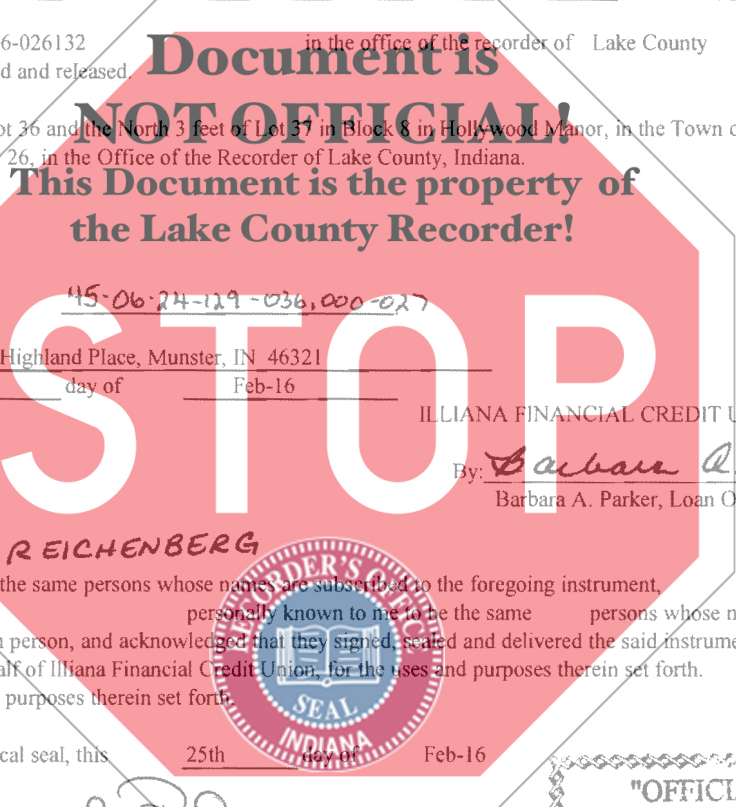 6-026132 in the office of the recorder of Lake County
d and released.
Document is
NOT OFFICIAL!
ot 36 and the North 3 feet of Lot 37 in Block 8 in Hollywood Manor, in the Town o
26, in the Office of the Recorder of Lake County, Indiana.
This Document is the property of
the Lake County Recorder!
45-06-24-129-036.000-027
STOP
Highland Place, Munster, IN 46321
day of Feb-16
ILLIANA FINANCIAL CREDIT U
By: Barbara A.
Barbara A. Parker, Loan O
REICHENBERG
the same persons whose names are subscribed to the foregoing instrument,
personally known to me to be the same persons whose n
n person, and acknowledged that they signed, sealed and delivered the said instrume
alf of Illiana Financial Credit Union, for the uses and purposes therein set forth.
purposes therein set forth.
RECORDER'S OFFICE
SEAL
INDIANA
cal seal, this 25th day of Feb-16
"OFFICI